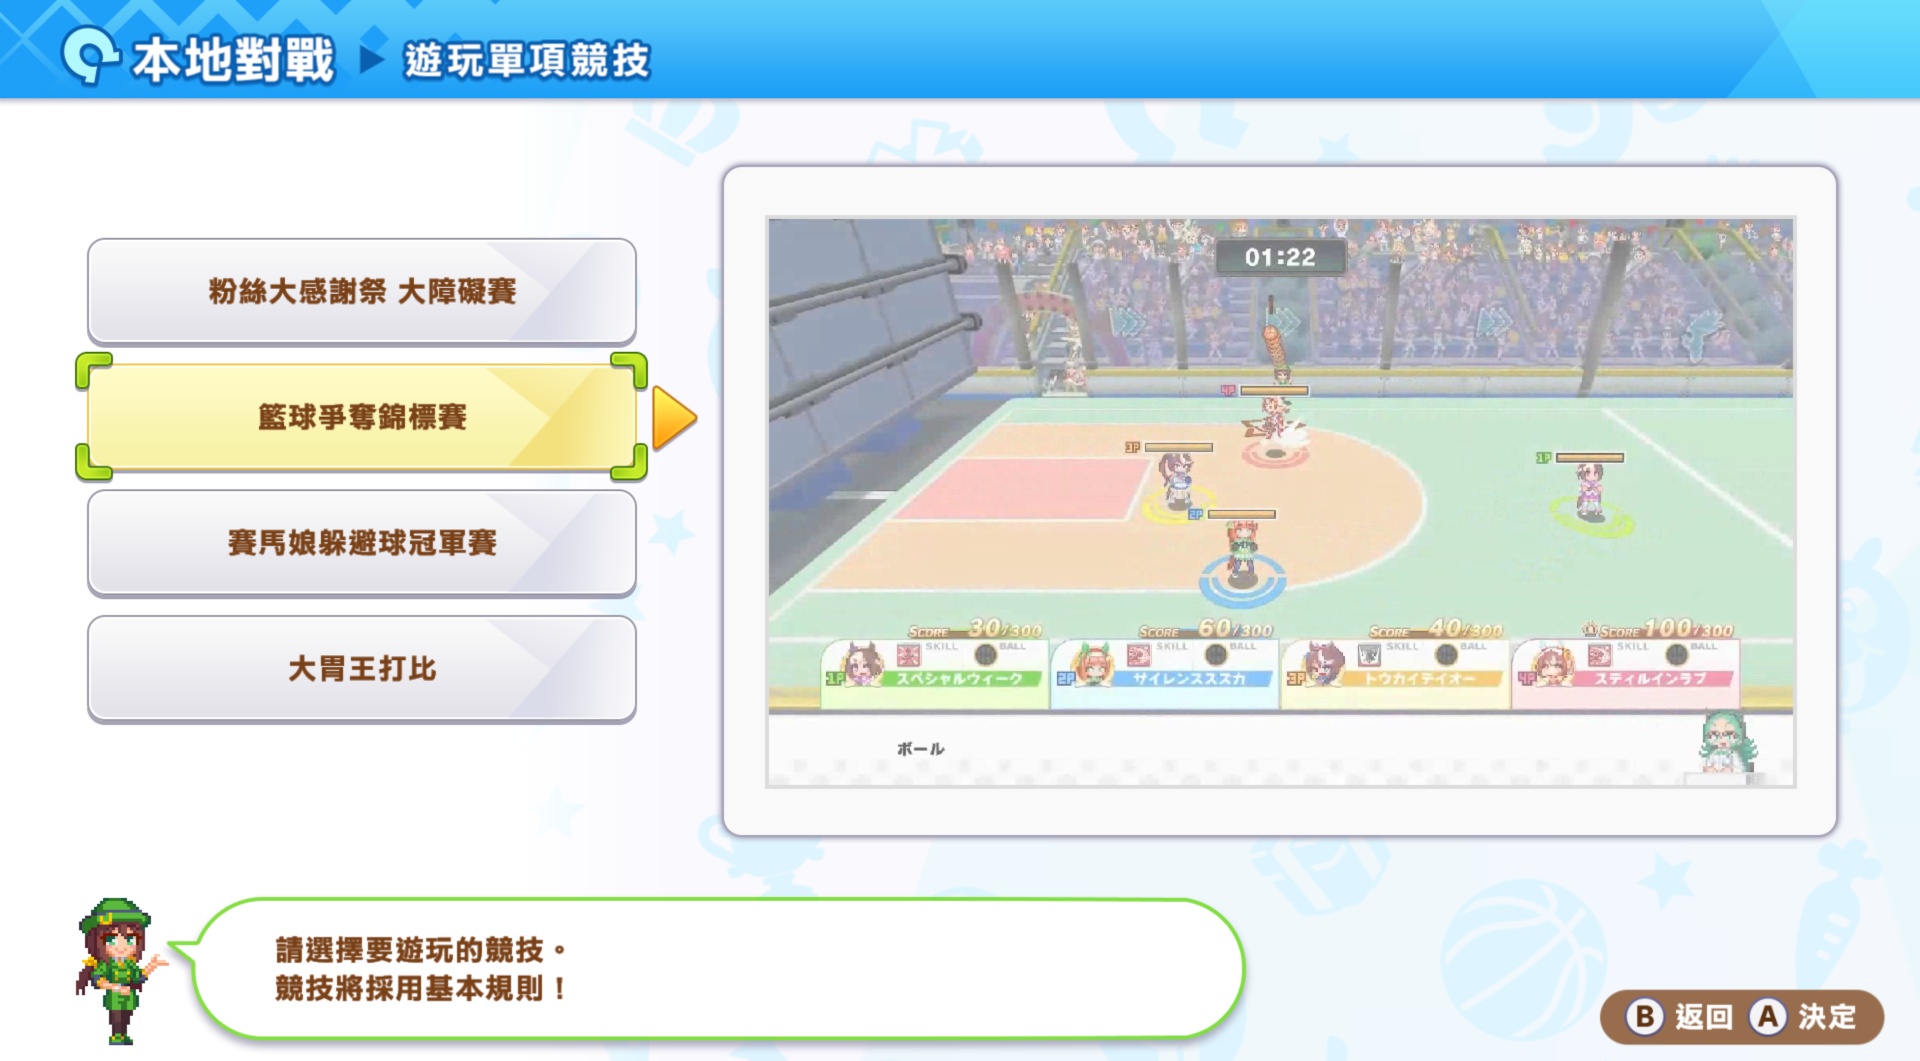 本地對戰 ▶ 遊玩單項競技
粉絲大感謝祭 大障礙賽
籃球爭奪錦標賽
賽馬娘躲避球冠軍賽
大胃王打比
01:22
4P
3P
1P
2P
SCORE 30/300
SKILL BALL
1P スペシャルウィーク
SCORE 60/300
SKILL BALL
2P サイレンススズカ
SCORE 40/300
SKILL BALL
3P トウカイテイオー
SCORE 100/300
SKILL BALL
4P スティルインラブ
ボール
請選擇要遊玩的競技。
競技將採用基本規則！
B 返回 A 決定